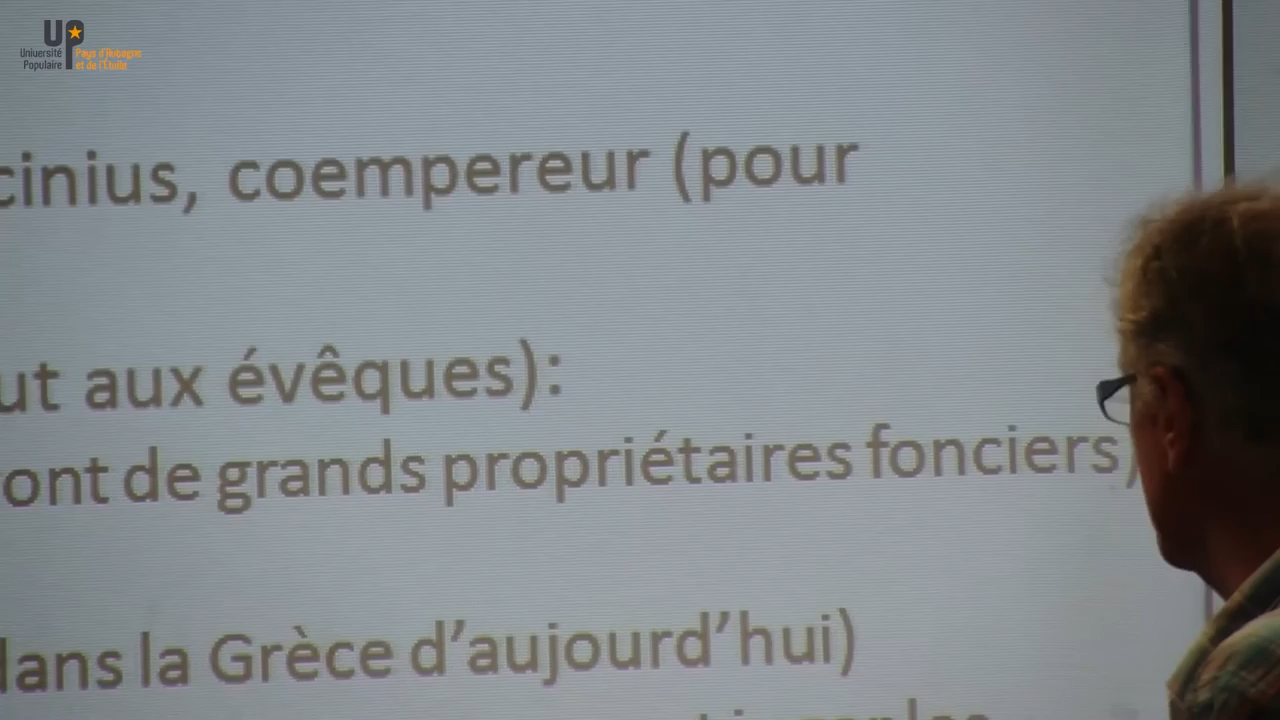 UP
Université Populaire
Pays d'Aubagne et de l'Etoile
cinius, coempereur (pour
ut aux évêques):
ont de grands propriétaires fonciers)
dans la Grèce d'aujourd'hui)